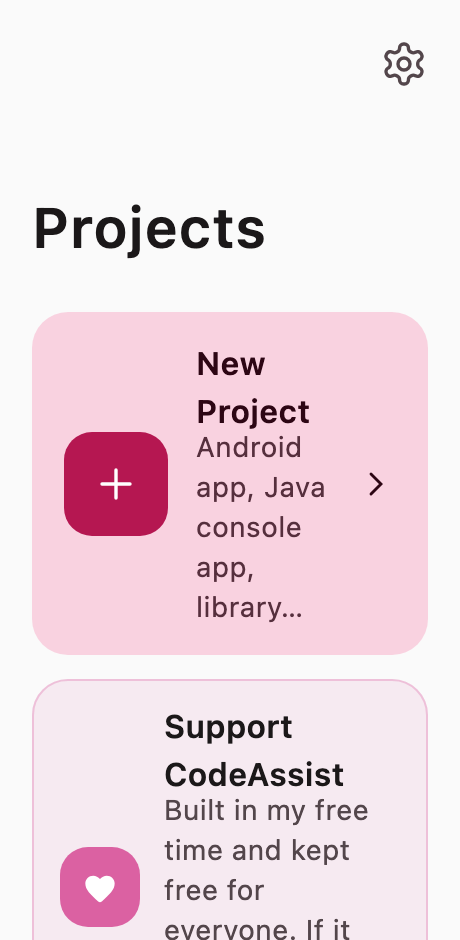 Projects
New
Project
Android
app, Java
console
app,
library...
Support
CodeAssist
Built in my free
time and kept
free for
everyone. If it